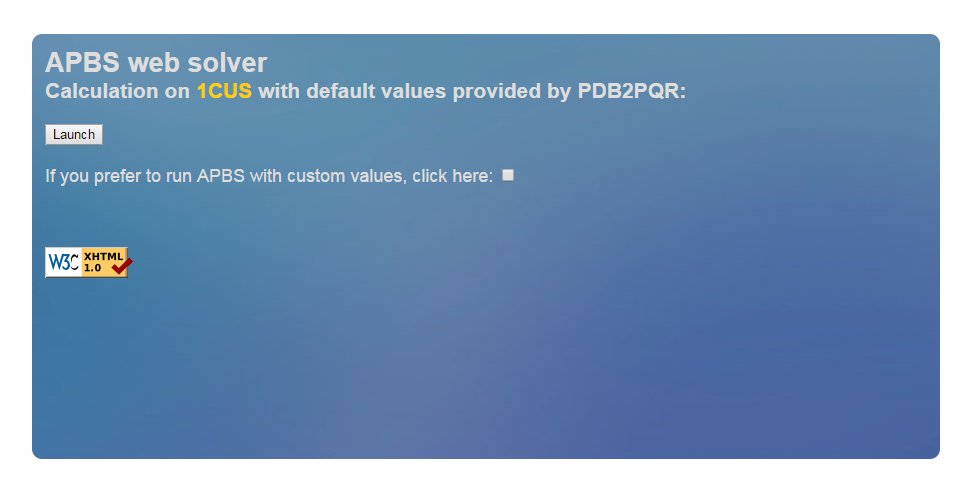 APBS web solver
Calculation on 1CUS with default values provided by PDB2PQR:
Launch
If you prefer to run APBS with custom values, click here:
W3C XHTML
1.0